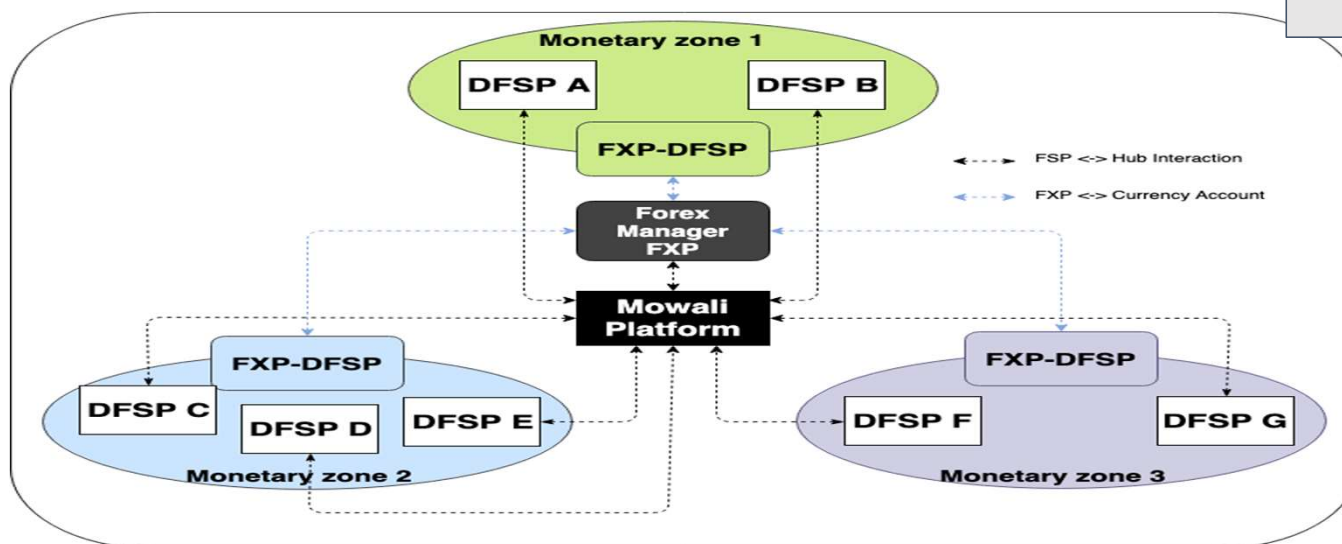 Monetary zone 1
DFSP A
DFSP B
FXP-DFSP
FSP <-> Hub Interaction
FXP <-> Currency Account
Forex
Manager
FXP
Mowali
Platform
FXP-DFSP
DFSP C
DFSP D
DFSP E
Monetary zone 2
FXP-DFSP
DFSP F
DFSP G
Monetary zone 3